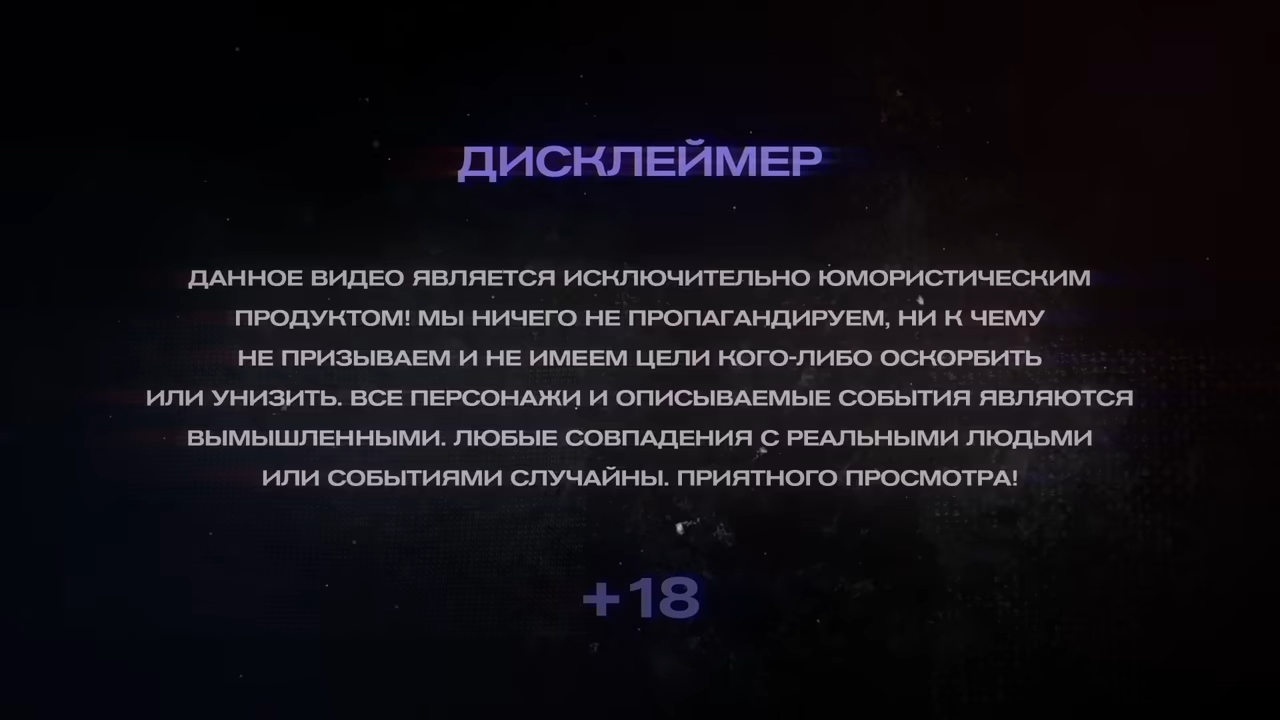 ДИСКЛЕЙМЕР
ДАННОЕ ВИДЕО ЯВЛЯЕТСЯ ИСКЛЮЧИТЕЛЬНО ЮМОРИСТИЧЕСКИМ
ПРОДУКТОМ! МЫ НИЧЕГО НЕ ПРОПАГАНДИРУЕМ, НИ К ЧЕМУ
НЕ ПРИЗЫВАЕМ И НЕ ИМЕЕМ ЦЕЛИ КОГО-ЛИБО ОСКОРБИТЬ
ИЛИ УНИЗИТЬ. ВСЕ ПЕРСОНАЖИ И ОПИСЫВАЕМЫЕ СОБЫТИЯ ЯВЛЯЮТСЯ
ВЫМЫШЛЕННЫМИ. ЛЮБЫЕ СОВПАДЕНИЯ С РЕАЛЬНЫМИ ЛЮДЬМИ
ИЛИ СОБЫТИЯМИ СЛУЧАЙНЫ. ПРИЯТНОГО ПРОСМОТРА!
+18